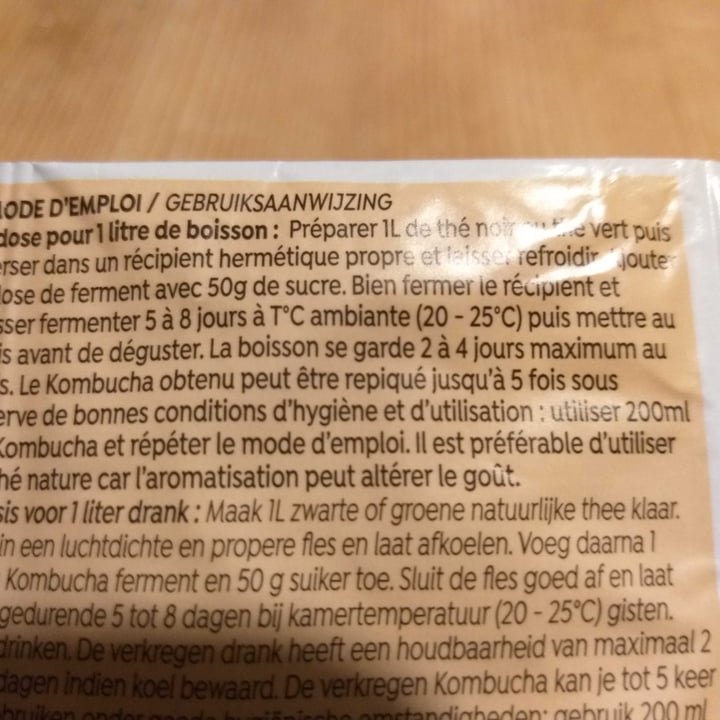 MODE D'EMPLOI / GEBRUIKSAANWIJZING
dose pour 1 litre de boisson : Préparer 1L de thé noir ou thé vert puis
erser dans un récipient hermétique propre et laisser refroidir. Ajouter
dose de ferment avec 50g de sucre. Bien fermer le récipient et
sser fermenter 5 à 8 jours à T°C ambiante (20 - 25°C) puis mettre au
is avant de déguster. La boisson se garde 2 à 4 jours maximum au
s. Le Kombucha obtenu peut être repiqué jusqu'à 5 fois sous
erve de bonnes conditions d'hygiène et d'utilisation : utiliser 200ml
Kombucha et répéter le mode d'emploi. Il est préférable d'utiliser
hé nature car l'aromatisation peut altérer le goût.
sis voor 1 liter drank : Maak 1L zwarte of groene natuurlijke thee klaar.
in een luchtdichte en propere fles en laat afkoelen. Voeg daarna 1
Kombucha ferment en 50 g suiker toe. Sluit de fles goed af en laat
gedurende 5 tot 8 dagen bij kamertemperatuur (20 - 25°C) gisten.
drinken. De verkregen drank heeft een houdbaarheid van maximaal 2
dagen indien koel bewaard. De verkregen Kombucha kan je tot 5 keer
ebruiken onder goede hygiënische omstandigheden: gebruik 200 ml